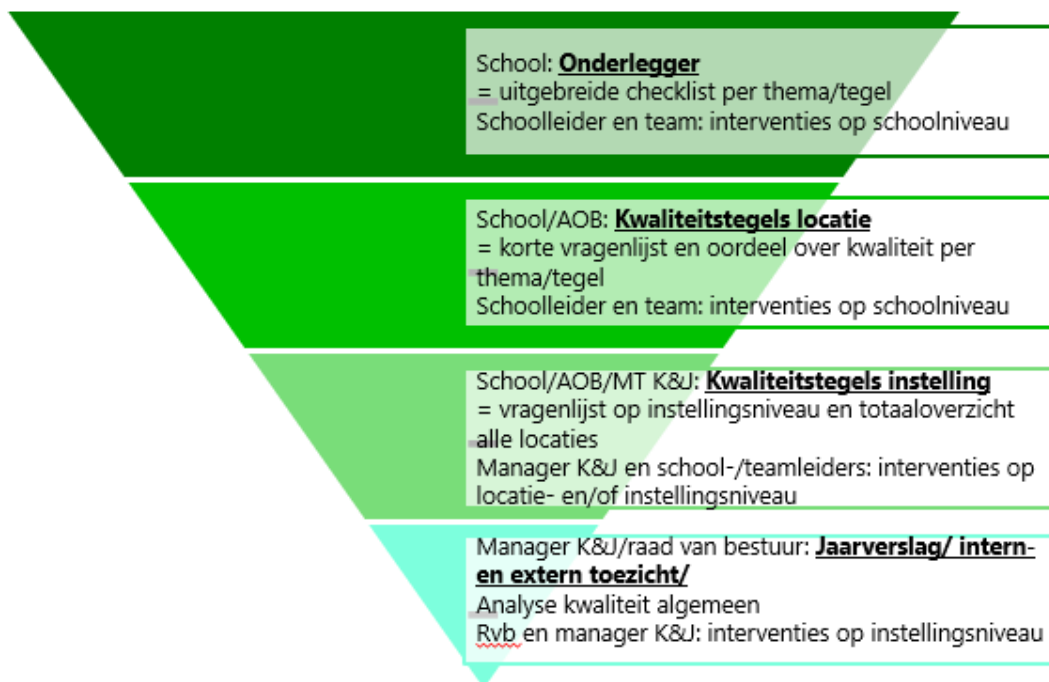 School: Onderlegger
= uitgebreide checklist per thema/tegel
Schoolleider en team: interventies op schoolniveau
School/AOB: Kwaliteitstegels locatie
= korte vragenlijst en oordeel over kwaliteit per
thema/tegel
Schoolleider en team: interventies op schoolniveau
School/AOB/MT K&J: Kwaliteitstegels instelling
= vragenlijst op instellingsniveau en totaaloverzicht
alle locaties
Manager K&J en school-/teamleiders: interventies op
locatie- en/of instellingsniveau
Manager K&J/raad van bestuur: Jaarverslag/ intern-
en extern toezicht/
Analyse kwaliteit algemeen
Rvb en manager K&J: interventies op instellingsniveau